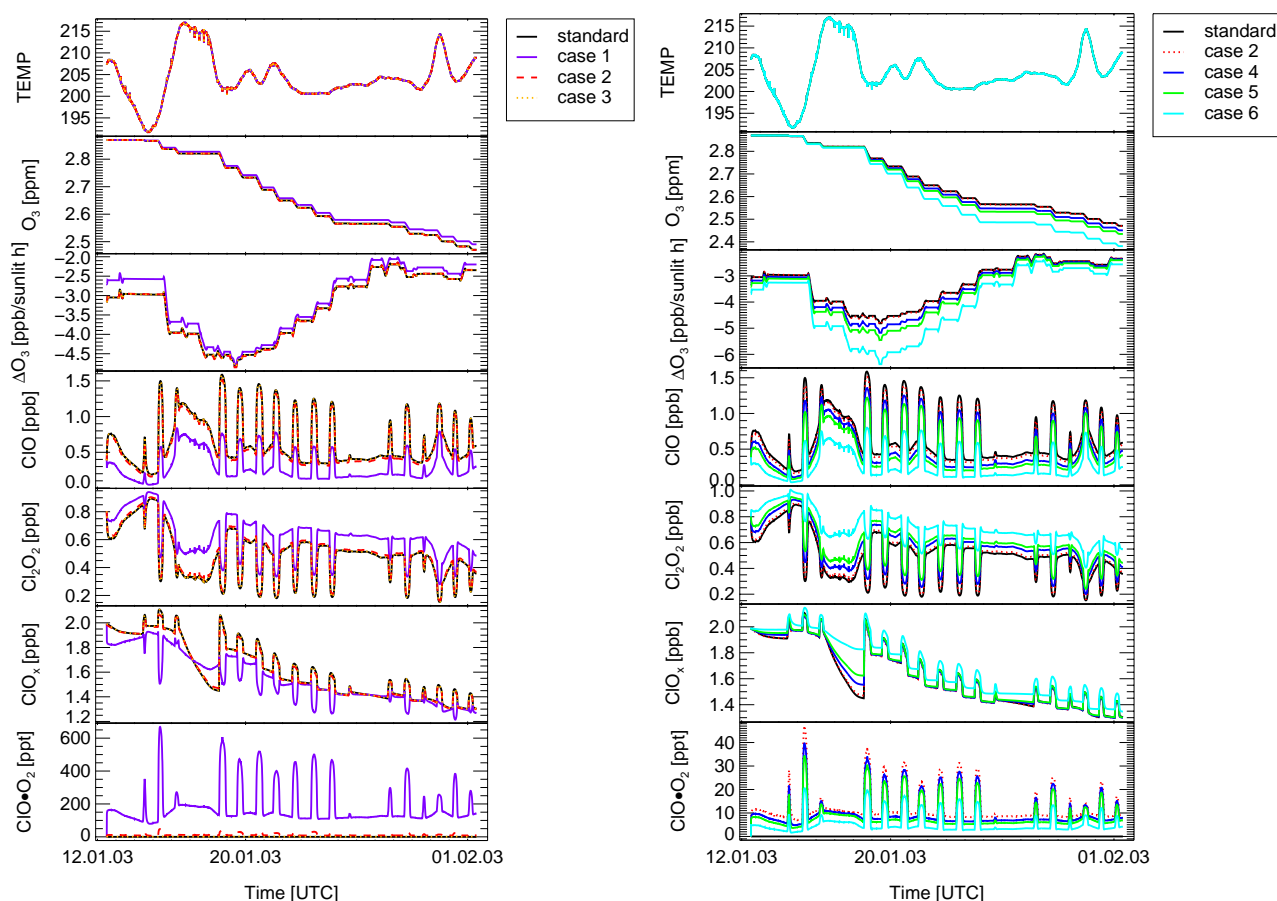 standard
case 1
case 2
case 3
TEMP
215
210
205
200
195
O3 [ppm]
2.8
2.7
2.6
2.5
ΔO3 [ppb/sunlit h]
−2.0
−2.5
−3.0
−3.5
−4.0
−4.5
ClO [ppb]
1.5
1.0
0.5
0.0
Cl2O2 [ppb]
0.8
0.6
0.4
0.2
ClOx [ppb]
2.0
1.8
1.6
1.4
1.2
ClO•O2 [ppt]
600
400
200
0
12.01.03
20.01.03
01.02.03
Time [UTC]
standard
case 2
case 4
case 5
case 6
TEMP
215
210
205
200
195
O3 [ppm]
2.8
2.7
2.6
2.5
2.4
ΔO3 [ppb/sunlit h]
−3
−4
−5
−6
ClO [ppb]
1.5
1.0
0.5
0.0
Cl2O2 [ppb]
1.0
0.8
0.6
0.4
0.2
ClOx [ppb]
2.0
1.8
1.6
1.4
ClO•O2 [ppt]
40
30
20
10
0
12.01.03
20.01.03
01.02.03
Time [UTC]